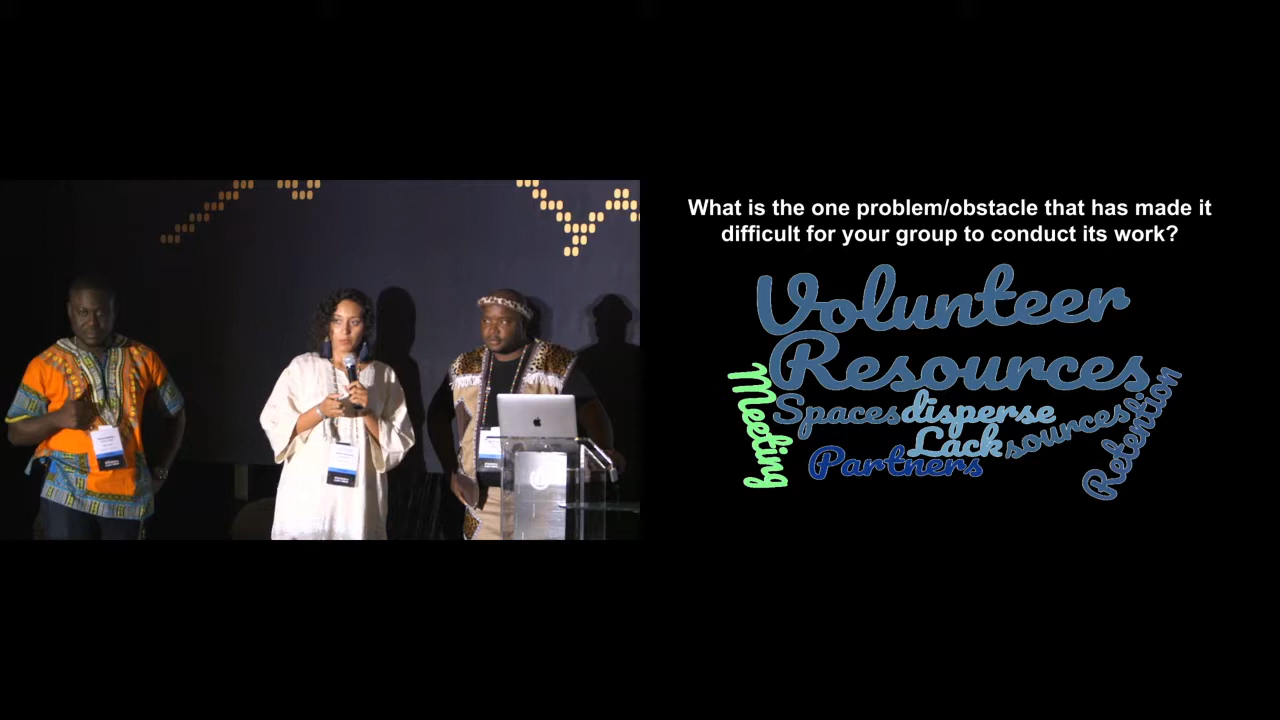 What is the one problem/obstacle that has made it
difficult for your group to conduct its work?
Volunteer
Resources
Meeting
Spaces disperse
Lack sources
Partners
Retention